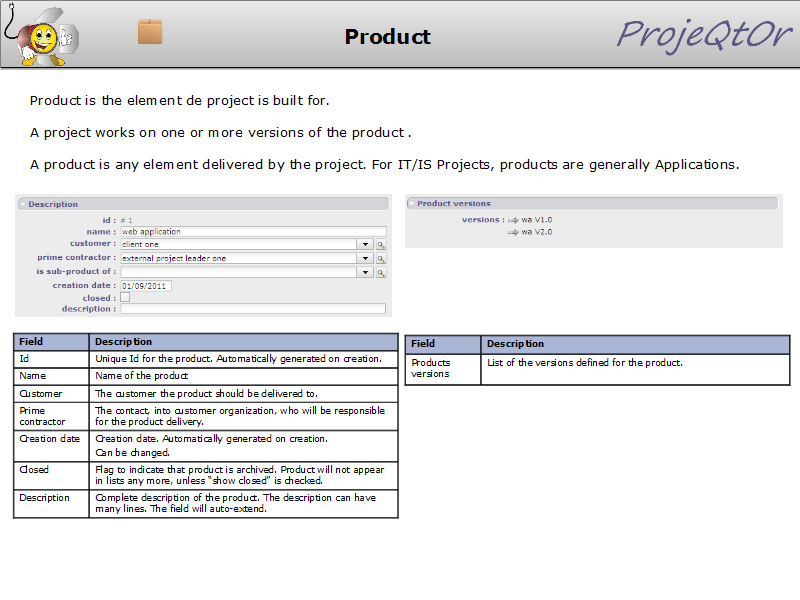 Product
ProjeQtOr
Product is the element de project is built for.
A project works on one or more versions of the product .
A product is any element delivered by the project. For IT/IS Projects, products are generally Applications.
Description
id : # 1
name : web application
customer : client one
prime contractor : external project leader one
is sub-product of :
creation date : 01/09/2011
closed :
description :
Product versions
versions : wa V1.0
wa V2.0
Field Description
Id Unique Id for the product. Automatically generated on creation.
Name Name of the product
Customer The customer the product should be delivered to.
Prime The contact, into customer organization, who will be responsible
contractor for the product delivery.
Creation date Creation date. Automatically generated on creation.
Can be changed.
Closed Flag to indicate that product is archived. Product will not appear
in lists any more, unless “show closed” is checked.
Description Complete description of the product. The description can have
many lines. The field will auto-extend.
Field Description
Products List of the versions defined for the product.
versions